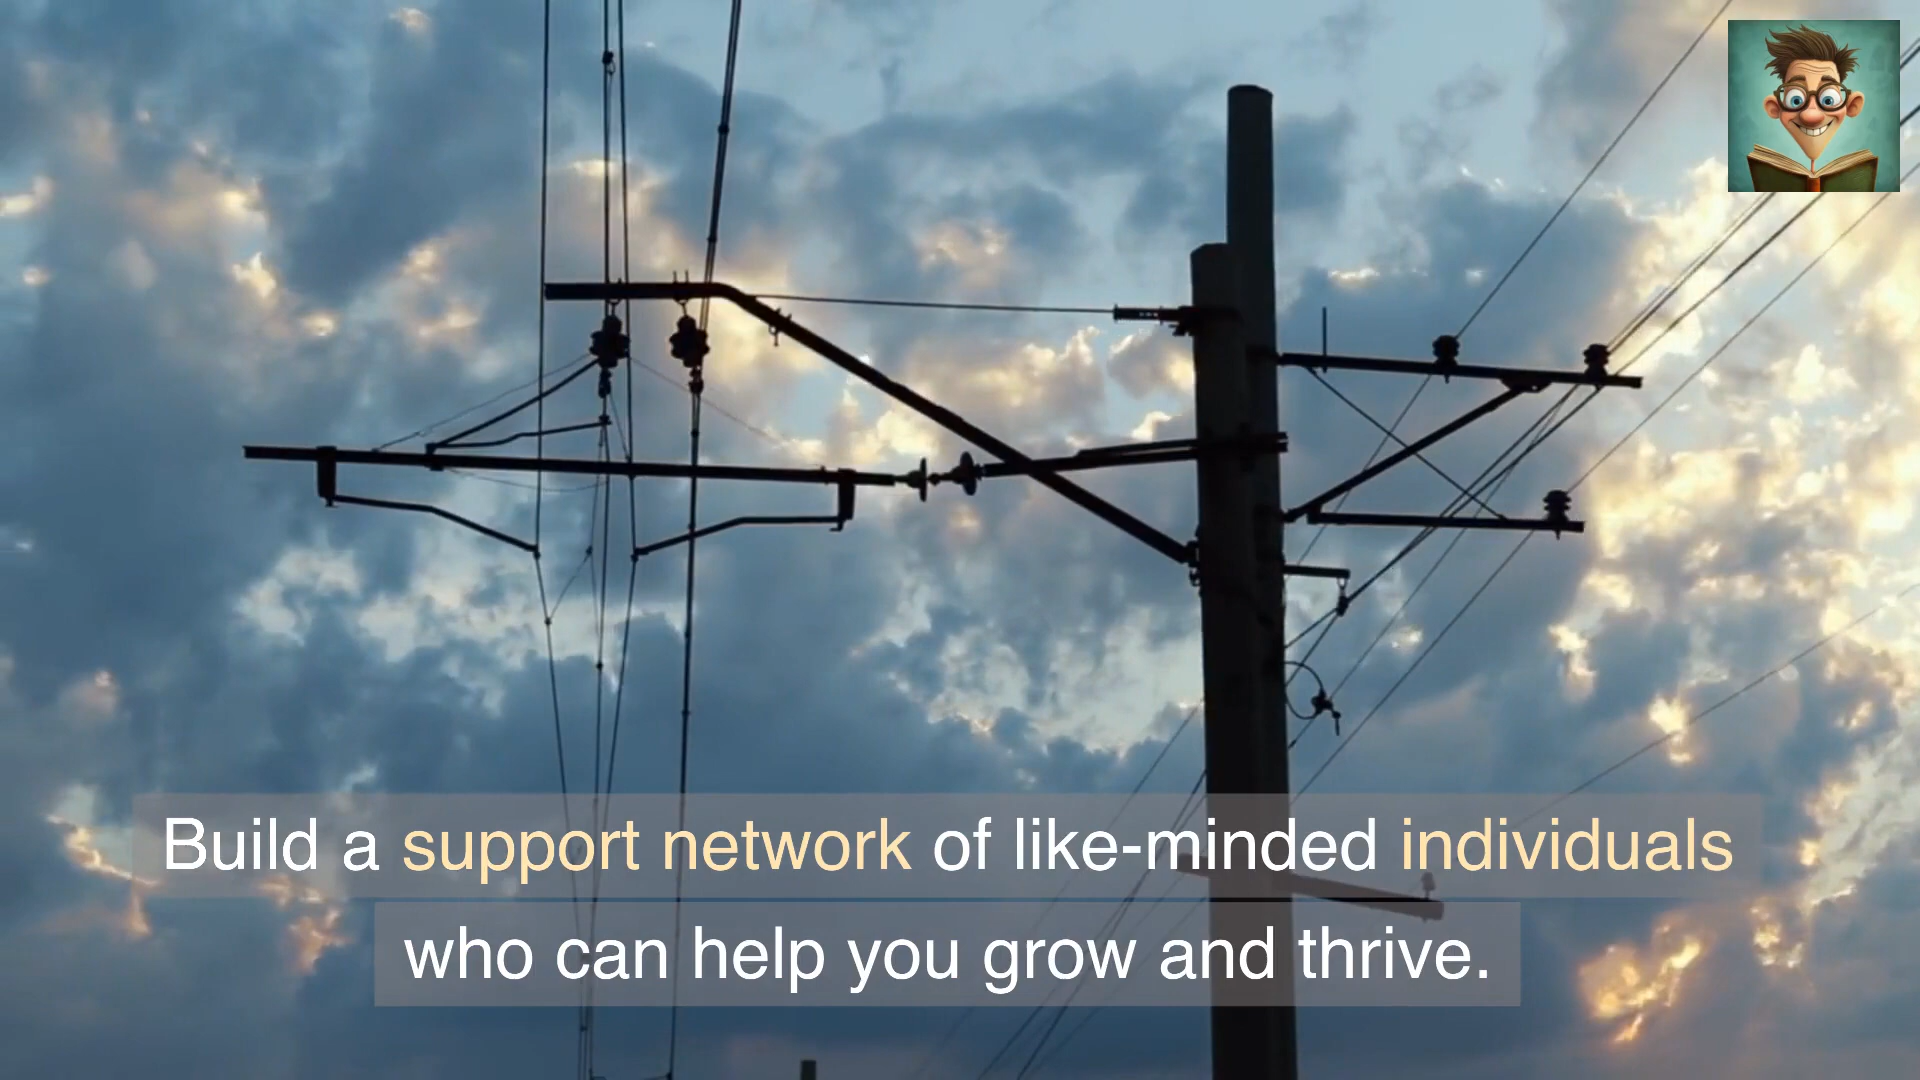 Build a support network of like-minded individuals
who can help you grow and thrive.